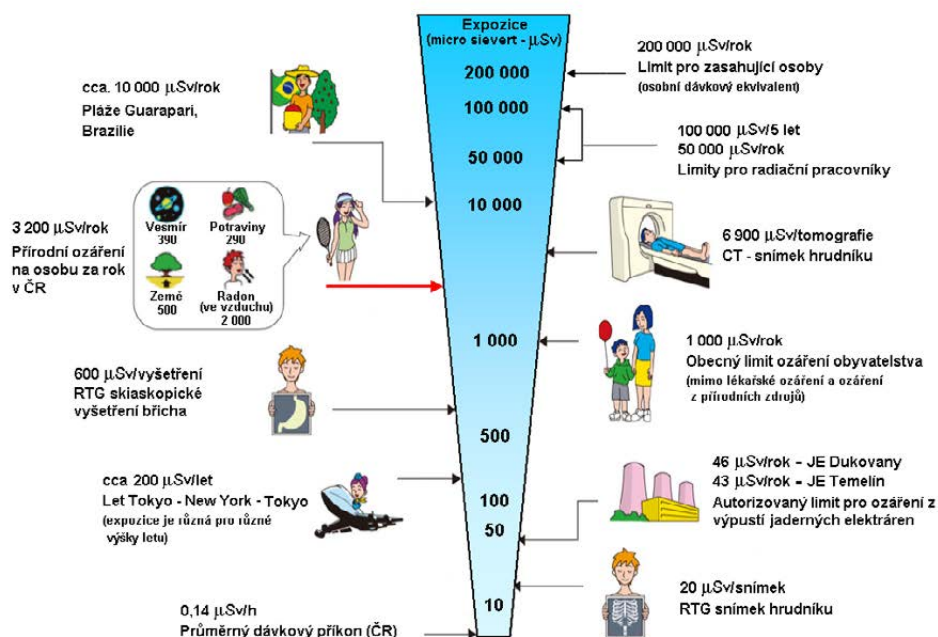 Expozice
(micro sievert - µSv)
200 000
100 000
50 000
10 000
1 000
500
100
50
10
cca. 10 000 µSv/rok
Pláže Guarapari,
Brazílie
3 200 µSv/rok
Přírodní ozáření
na osobu za rok
v ČR
Vesmír
390
Potraviny
290
Země
500
Radon
(ve vzduchu)
2 000
600 µSv/vyšetření
RTG skiaskopické
vyšetření břicha
cca 200 µSv/let
Let Tokyo - New York - Tokyo
(expozice je různá pro různé
výšky letu)
0,14 µSv/h
Průměrný dávkový příkon (ČR)
200 000 µSv/rok
Limit pro zasahující osoby
(osobní dávkový ekvivalent)
100 000 µSv/5 let
50 000 µSv/rok
Limity pro radiační pracovníky
6 900 µSv/tomografie
CT - snímek hrudníku
1 000 µSv/rok
Obecný limit ozáření obyvatelstva
(mimo lékařské ozáření a ozáření
z přírodních zdrojů)
46 µSv/rok - JE Dukovany
43 µSv/rok - JE Temelín
Autorizovaný limit pro ozáření z
výpustí jaderných elektráren
20 µSv/snímek
RTG snímek hrudníku